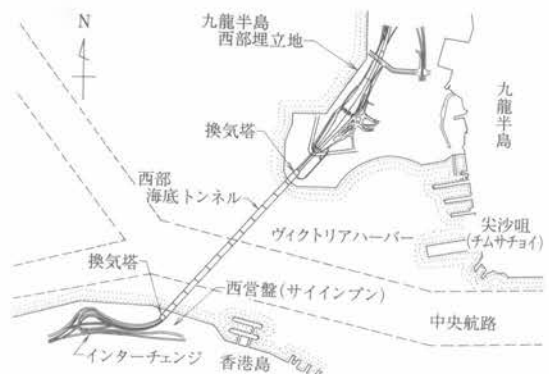 N
九龍半島
西部埋立地
九龍半島
換気塔
西部
海底トンネル
ヴィクトリアハーバー
尖沙咀
(チムサチョイ)
換気塔
西営盤(サイインプン)
中央航路
インターチェンジ
香港島